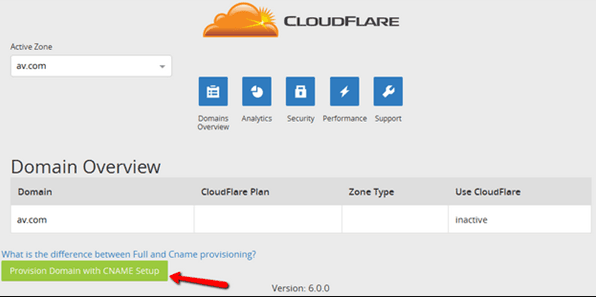 CLOUDFLARE
Active Zone
av.com
Domains Overview
Analytics
Security
Performance
Support
Domain Overview
Domain CloudFlare Plan Zone Type Use CloudFlare
av.com inactive
What is the difference between Full and Cname provisioning?
Provision Domain with CNAME Setup
Version: 6.0.0